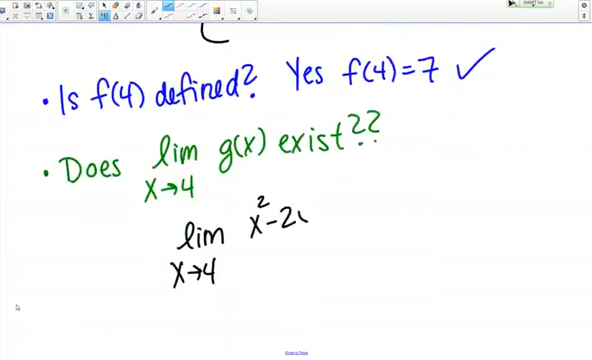 • Is f(4) defined? Yes f(4) = 7 ✓
• Does lim g(x) exist??
x→4
lim x² - 2
x→4